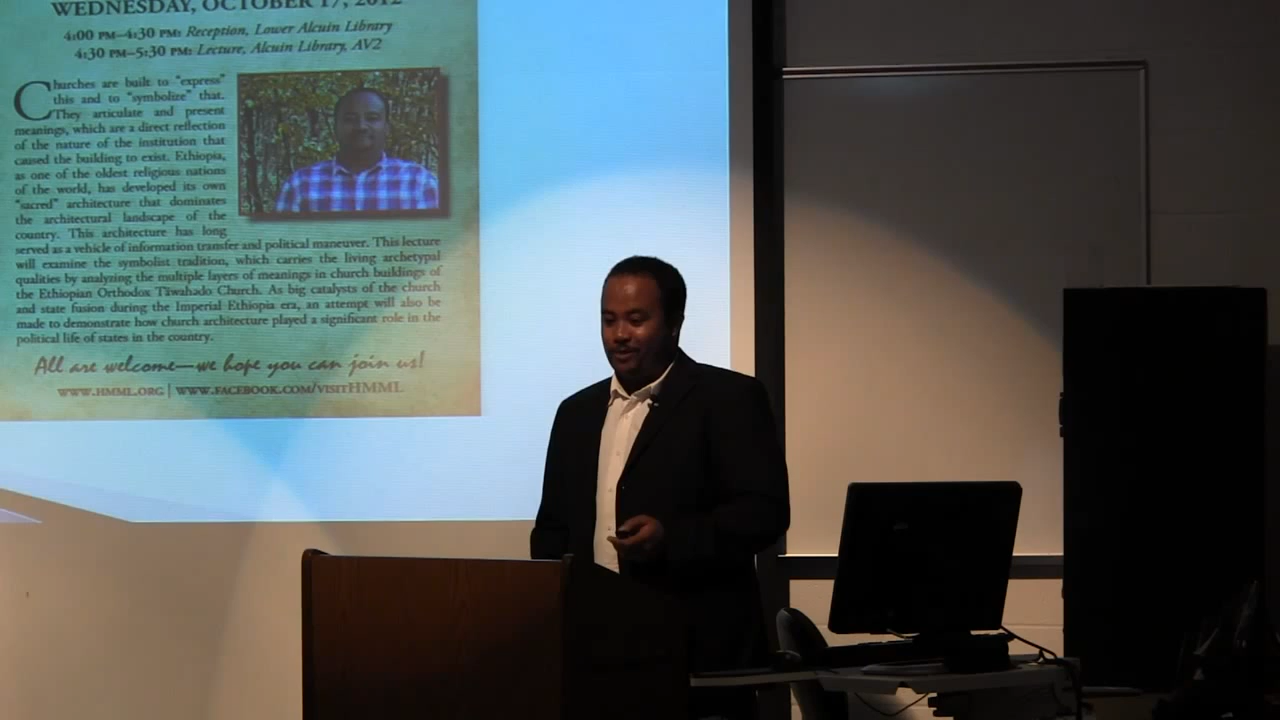 WEDNESDAY, OCTOBER 17, 2012
4:00 PM–4:30 PM: Reception, Lower Alcuin Library
4:30 PM–5:30 PM: Lecture, Alcuin Library, AV2
Churches are built to "express"
this and to "symbolize" that.
They articulate and present
meanings, which are a direct reflection
of the nature of the institution that
caused the building to exist. Ethiopia,
as one of the oldest religious nations
of the world, has developed its own
"sacred" architecture that dominates
the architectural landscape of the
country. This architecture has long
served as a vehicle of information transfer and political maneuver. This lecture
will examine the symbolist tradition, which carries the living archetypal
qualities by analyzing the multiple layers of meanings in church buildings of
the Ethiopian Orthodox Täwahədo Church. As big catalysts of the church
and state fusion during the Imperial Ethiopia era, an attempt will also be
made to demonstrate how church architecture played a significant role in the
political life of states in the country.
All are welcome—we hope you can join us!
WWW.HMML.ORG | WWW.FACEBOOK.COM/VISITHMML